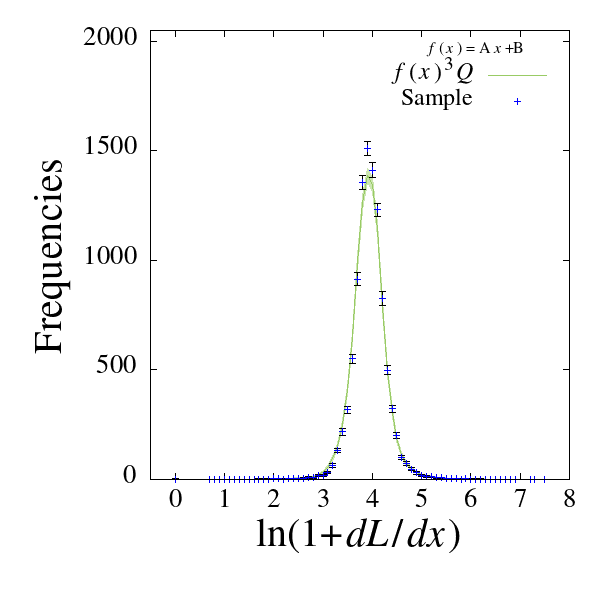 2000
f(x)=Ax+B
f(x)³Q
Sample
1500
1000
500
0
Frequencies
0 1 2 3 4 5 6 7 8
ln(1+dL/dx)